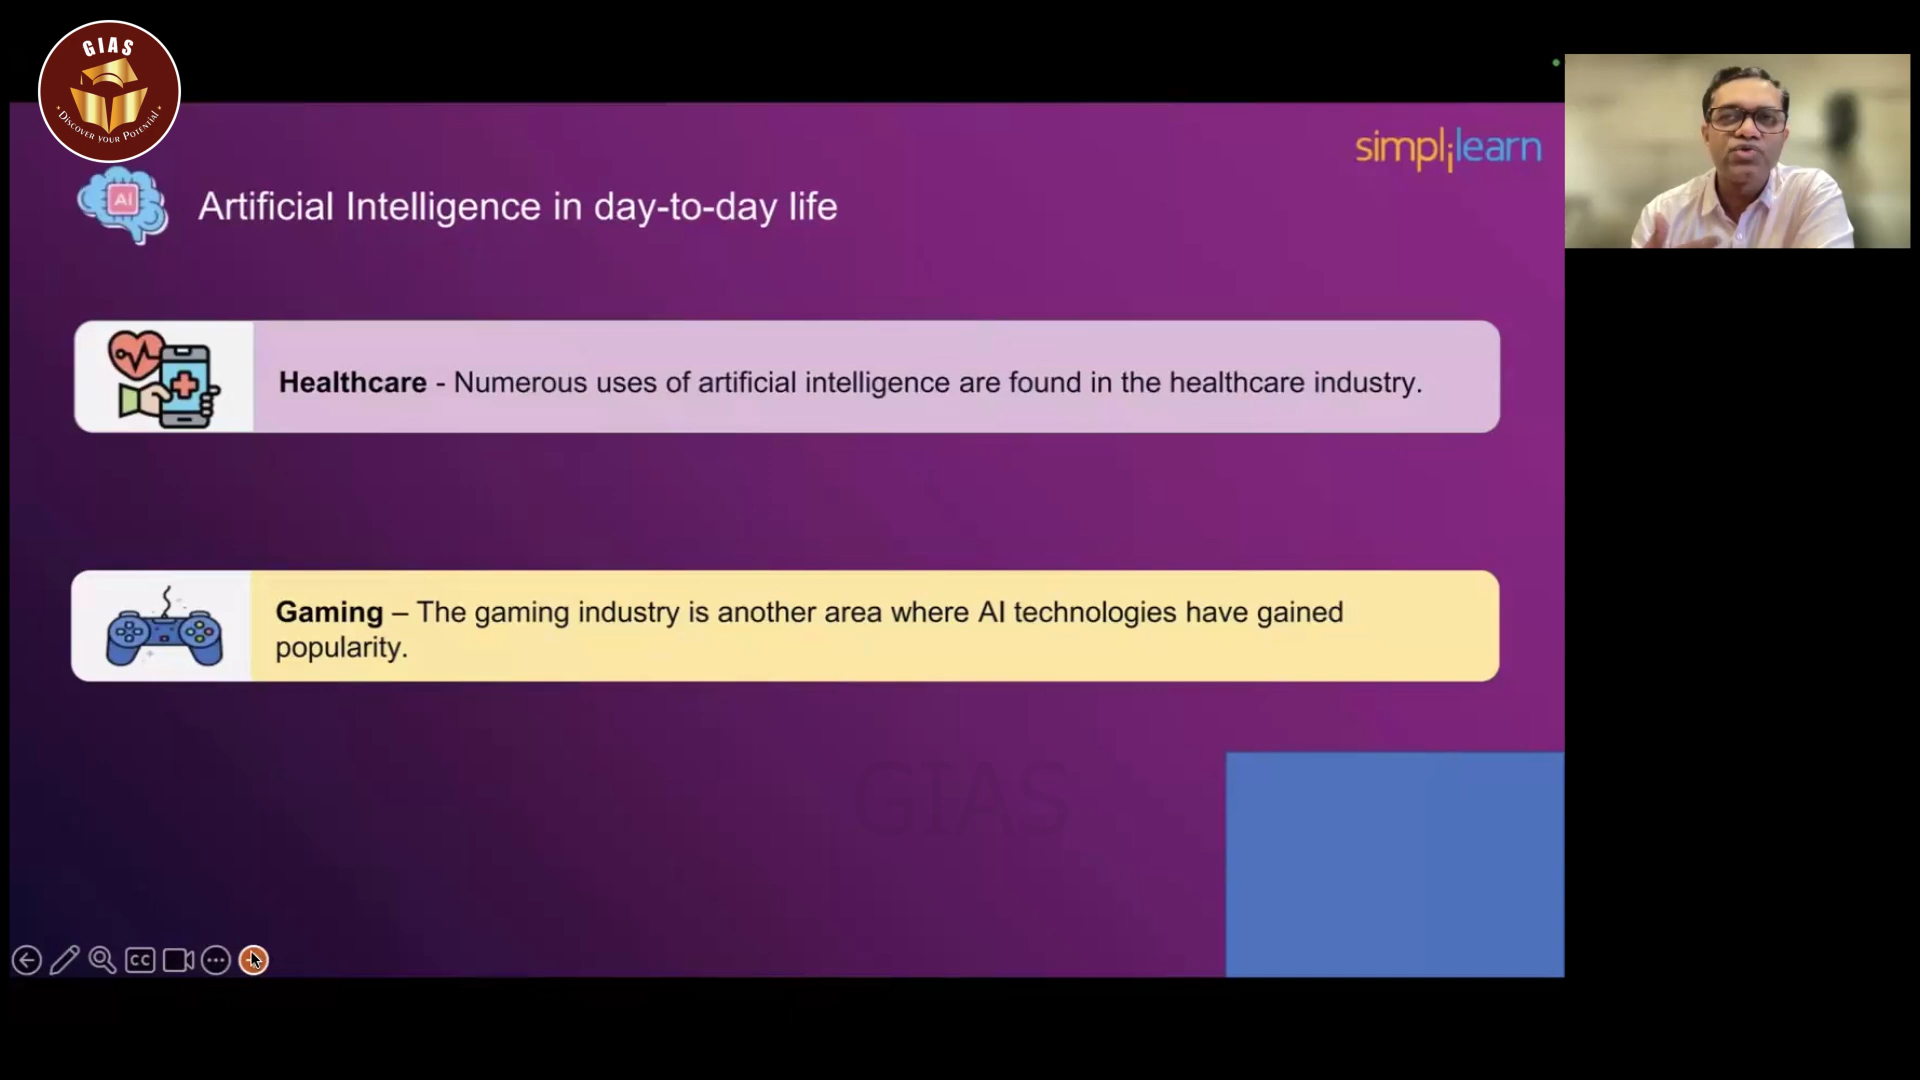 GIAS
DISCOVER YOUR POTENTIAL
simplilearn
AI
Artificial Intelligence in day-to-day life
Healthcare - Numerous uses of artificial intelligence are found in the healthcare industry.
Gaming – The gaming industry is another area where AI technologies have gained
popularity.
GIAS
CC